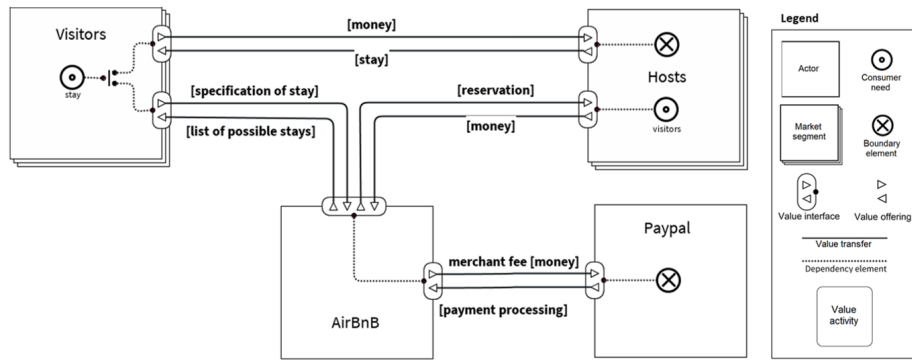 Visitors
stay
[money]
[stay]
Hosts
visitors
[specification of stay]
[list of possible stays]
[reservation]
[money]
AirBnB
merchant fee [money]
[payment processing]
Paypal
Legend
Actor
Consumer
need
Market
segment
Boundary
element
Value interface
Value offering
Value transfer
Dependency element
Value
activity